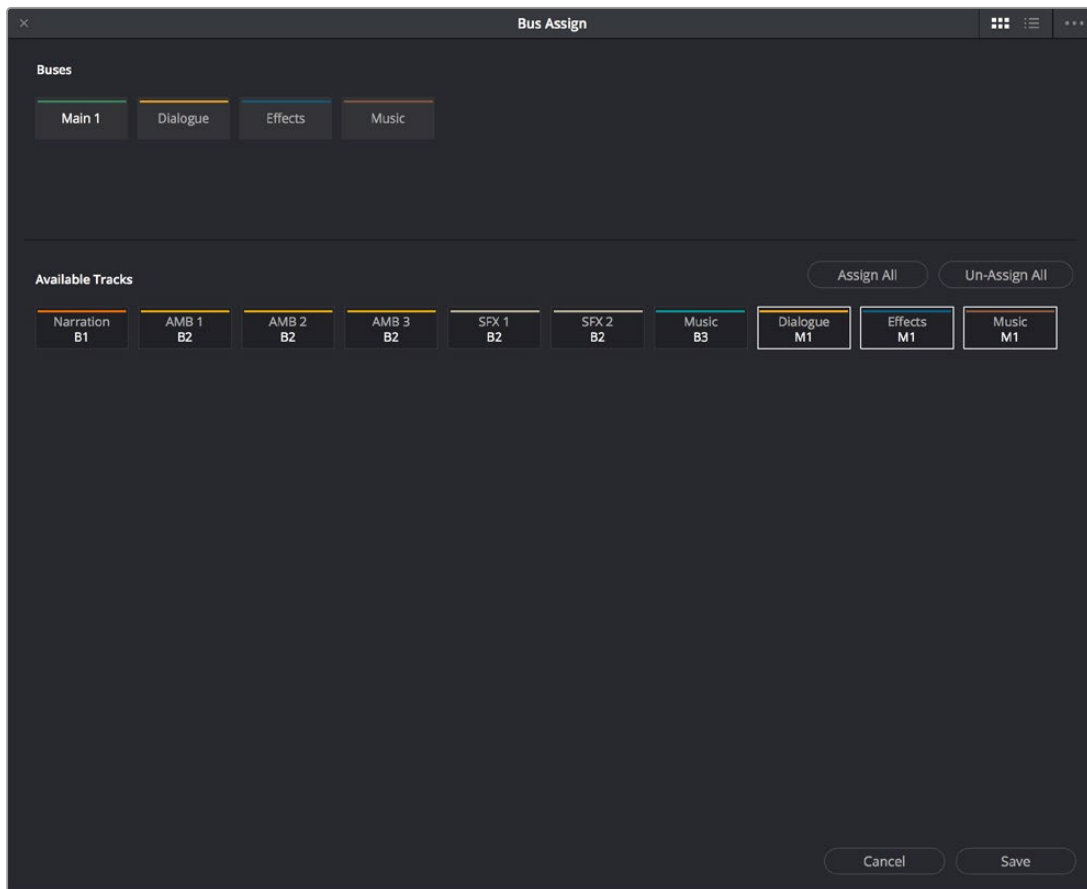 Bus Assign
Buses
Main 1 Dialogue Effects Music
Available Tracks Assign All Un-Assign All
Narration AMB 1 AMB 2 AMB 3 SFX 1 SFX 2 Music Dialogue Effects Music
B1 B2 B2 B2 B2 B2 B3 M1 M1 M1
Cancel Save